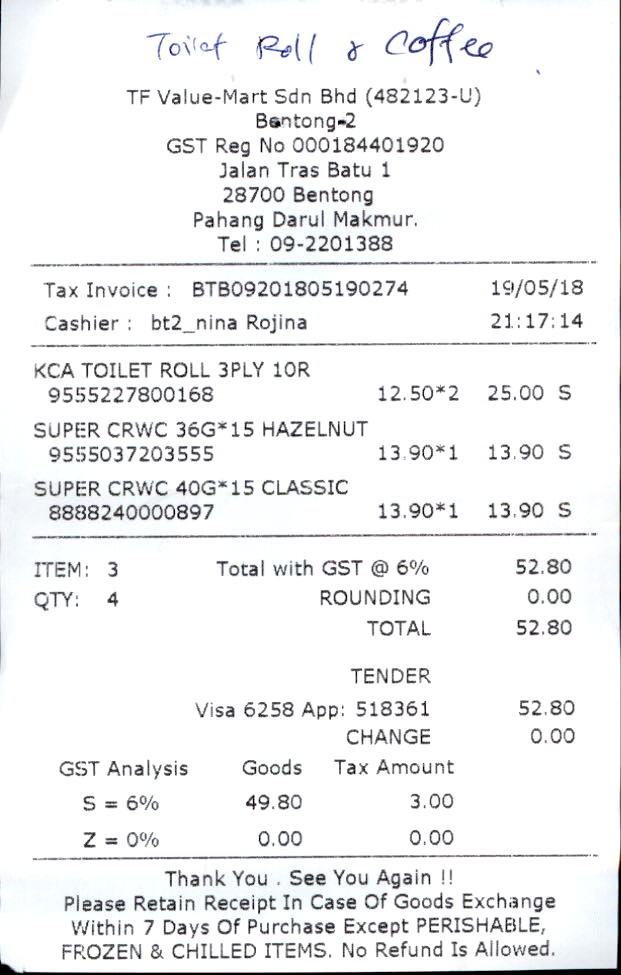 Toilet Roll & Coffee
TF Value-Mart Sdn Bhd (482123-U)
Bentong-2
GST Reg No 000184401920
Jalan Tras Batu 1
28700 Bentong
Pahang Darul Makmur.
Tel : 09-2201388
Tax Invoice : BTB09201805190274 19/05/18
Cashier : bt2_nina Rojina 21:17:14
KCA TOILET ROLL 3PLY 10R
9555227800168 12.50*2 25.00 S
SUPER CRWC 36G*15 HAZELNUT
9555037203555 13.90*1 13.90 S
SUPER CRWC 40G*15 CLASSIC
8888240000897 13.90*1 13.90 S
ITEM: 3 Total with GST @ 6% 52.80
QTY: 4 ROUNDING 0.00
TOTAL 52.80
TENDER
Visa 6258 App: 518361 52.80
CHANGE 0.00
GST Analysis Goods Tax Amount
S = 6% 49.80 3.00
Z = 0% 0.00 0.00
Thank You . See You Again !!
Please Retain Receipt In Case Of Goods Exchange
Within 7 Days Of Purchase Except PERISHABLE,
FROZEN & CHILLED ITEMS. No Refund Is Allowed.